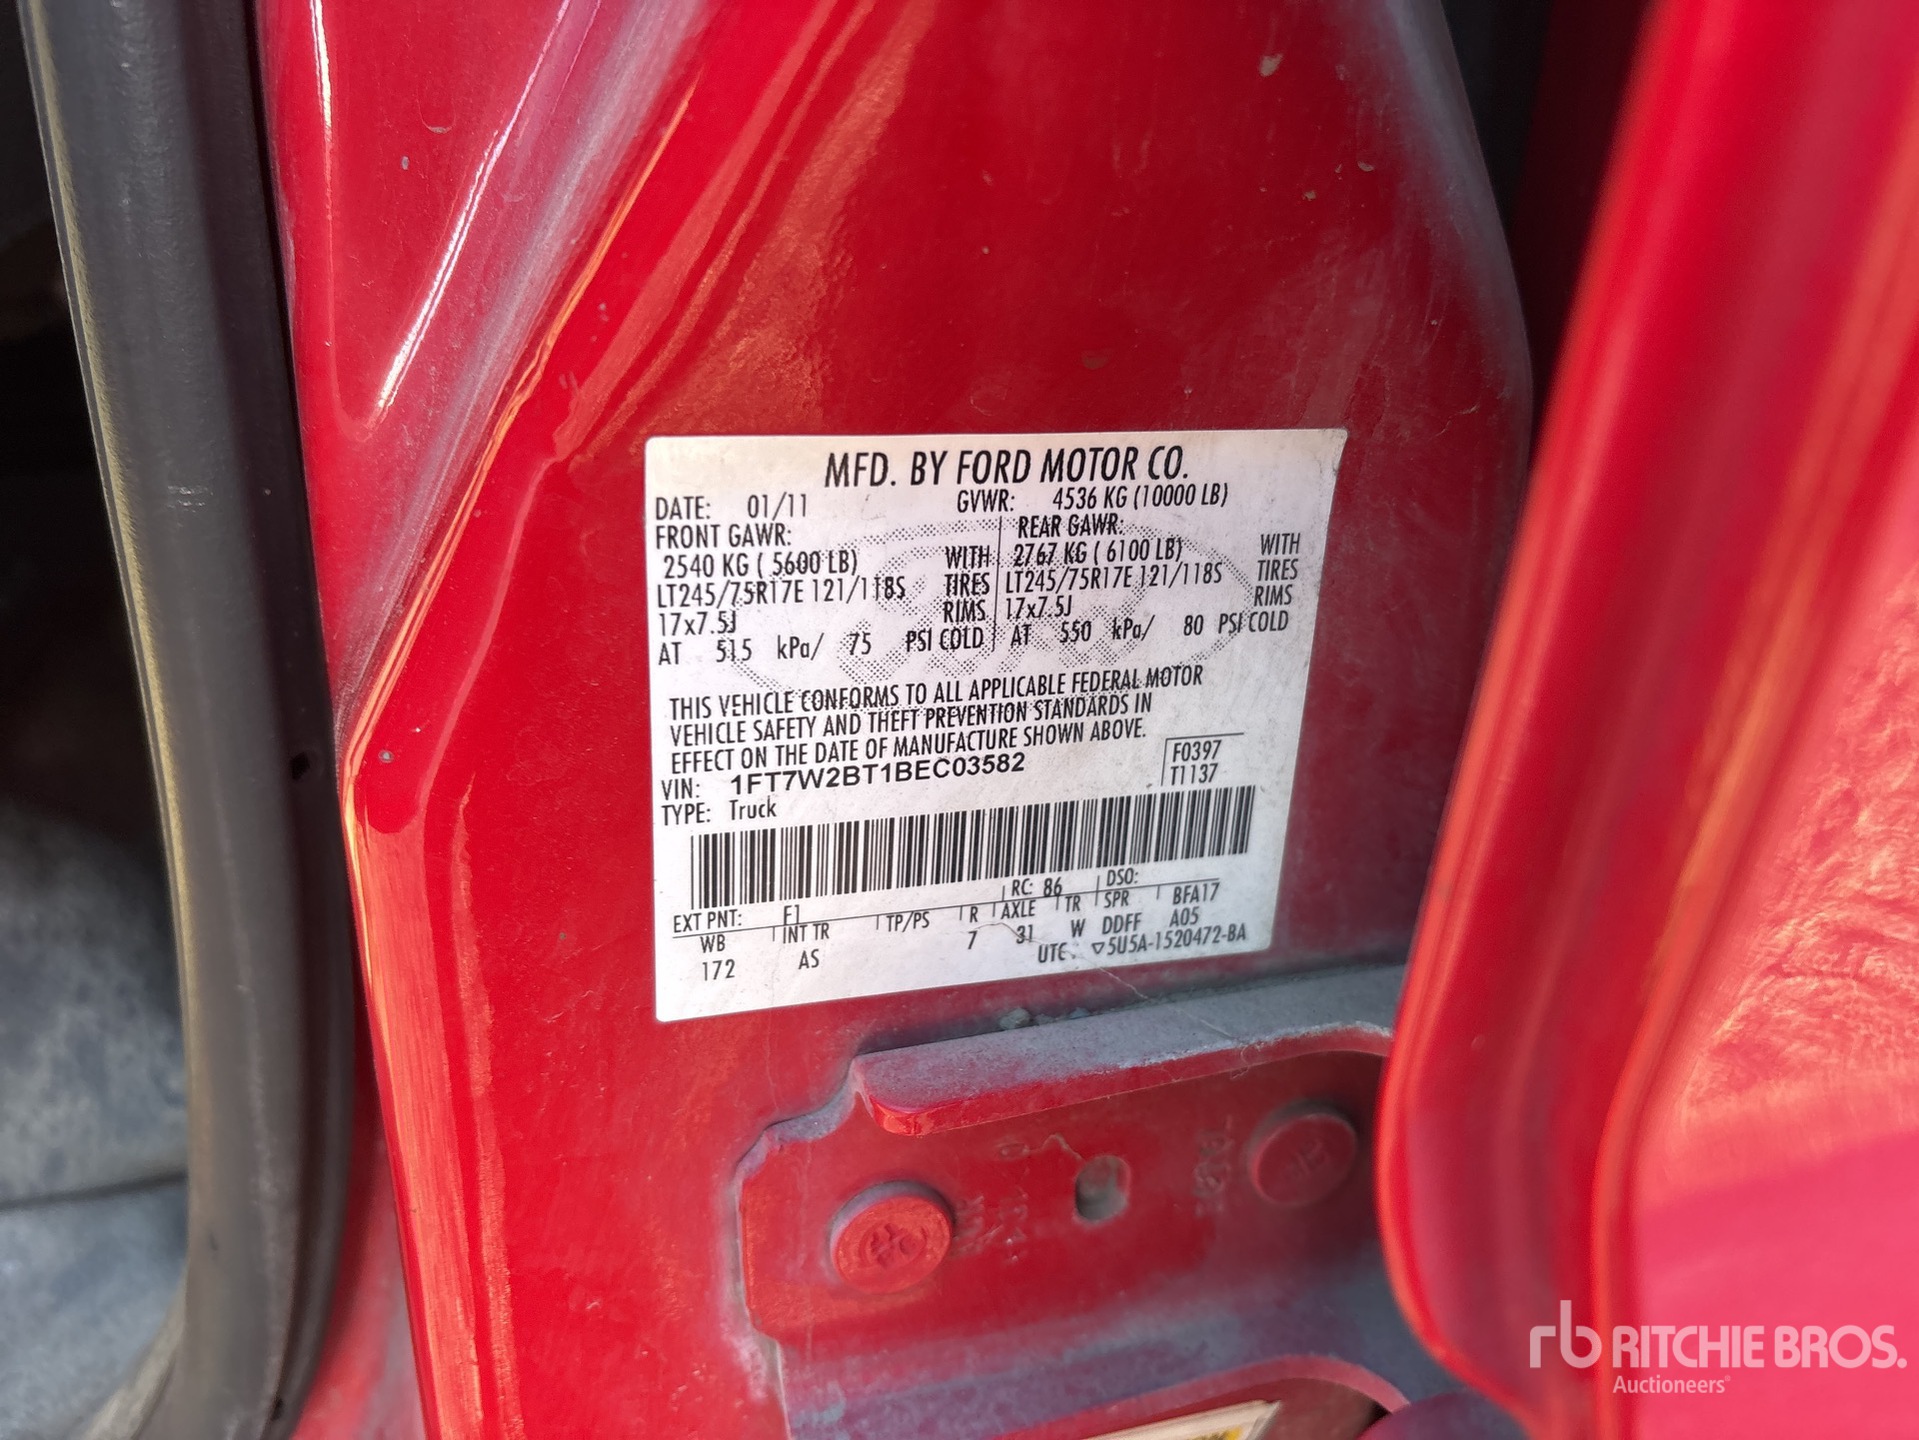 MFD. BY FORD MOTOR CO.
DATE: 01/11 GVWR: 4536 KG (10000 LB)
FRONT GAWR: REAR GAWR:
2540 KG ( 5600 LB) WITH 2767 KG ( 6100 LB) WITH
LT245/75R17E 121/118S TIRES LT245/75R17E 121/118S TIRES
17x7.5J RIMS 17x7.5J RIMS
AT 515 kPa/ 75 PSI COLD AT 550 kPa/ 80 PSI COLD
THIS VEHICLE CONFORMS TO ALL APPLICABLE FEDERAL MOTOR
VEHICLE SAFETY AND THEFT PREVENTION STANDARDS IN
EFFECT ON THE DATE OF MANUFACTURE SHOWN ABOVE.
VIN: 1FT7W2BT1BEC03582 F0397
TYPE: Truck T1137
EXT PNT: F1 RC: 86 DSO:
WB INT TR TP/PS R AXLE TR SPR BFA17
172 AS 7 31 W DDFF A05
UTC: ▽5U5A-1520472-BA
rb RITCHIE BROS.
Auctioneers®